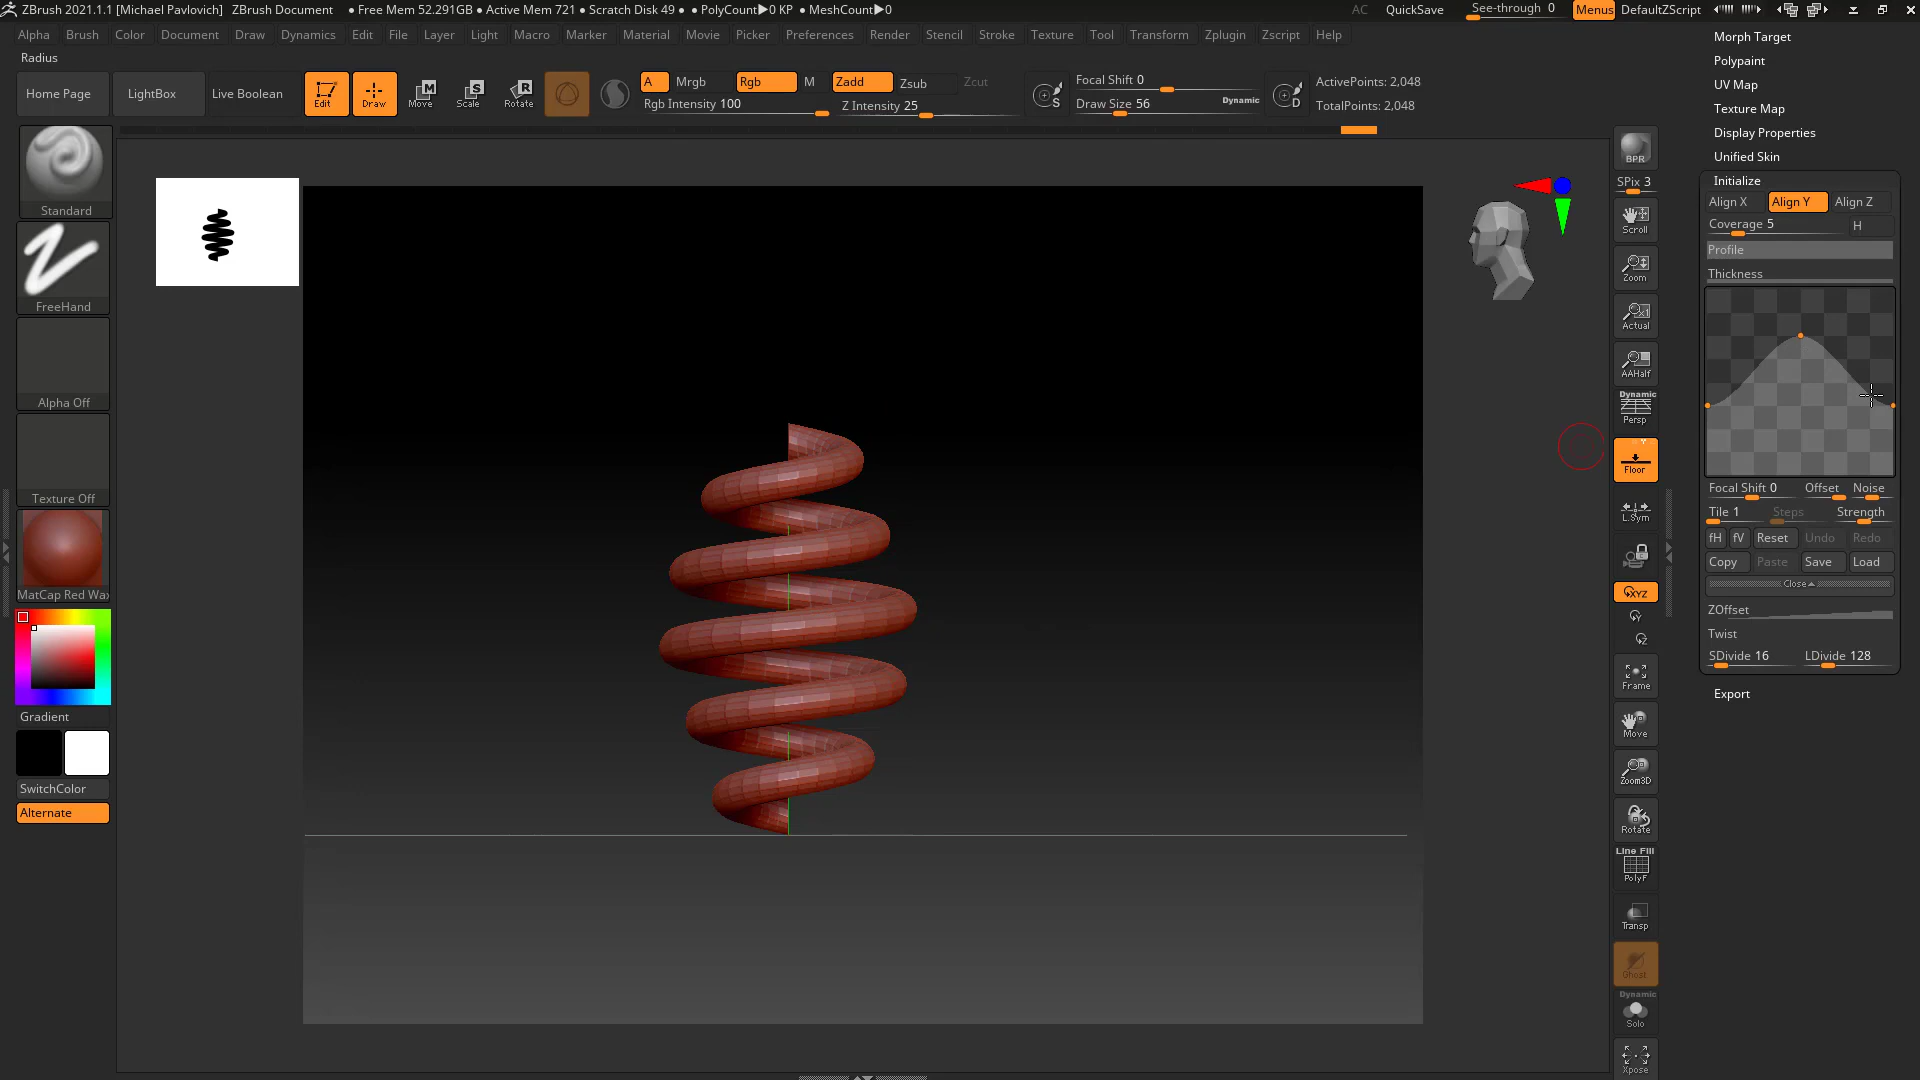 ZBrush 2021.1.1 [Michael Pavlovich] ZBrush Document • Free Mem 52.291GB • Active Mem 721 • Scratch Disk 49 • • PolyCount▶0 KP • MeshCount▶0 AC QuickSave See-through 0 Menus DefaultZScript
Alpha Brush Color Document Draw Dynamics Edit File Layer Light Macro Marker Material Movie Picker Preferences Render Stencil Stroke Texture Tool Transform Zplugin Zscript Help
Radius
Home Page LightBox Live Boolean Edit Draw Move Scale Rotate
M S R
A Mrgb Rgb M Zadd Zsub Zcut
Rgb Intensity 100 Z Intensity 25
S Focal Shift 0
Draw Size 56 Dynamic D
ActivePoints: 2,048
TotalPoints: 2,048
Standard
FreeHand
Alpha Off
Texture Off
MatCap Red Wax
Gradient
SwitchColor
Alternate
BPR
SPix 3
Scroll
Zoom
Actual
AAHalf
Dynamic
Persp
Floor
L.Sym
XYZ
Y
Z
Frame
Move
Zoom3D
Rotate
Line Fill
PolyF
Transp
Ghost
Dynamic
Solo
Xpose
Morph Target
Polypaint
UV Map
Texture Map
Display Properties
Unified Skin
Initialize
Align X Align Y Align Z
Coverage 5 H
Profile
Thickness
Focal Shift 0 Offset Noise
Tile 1 Steps Strength
fH fV Reset Undo Redo
Copy Paste Save Load
Close
ZOffset
Twist
SDivide 16 LDivide 128
Export